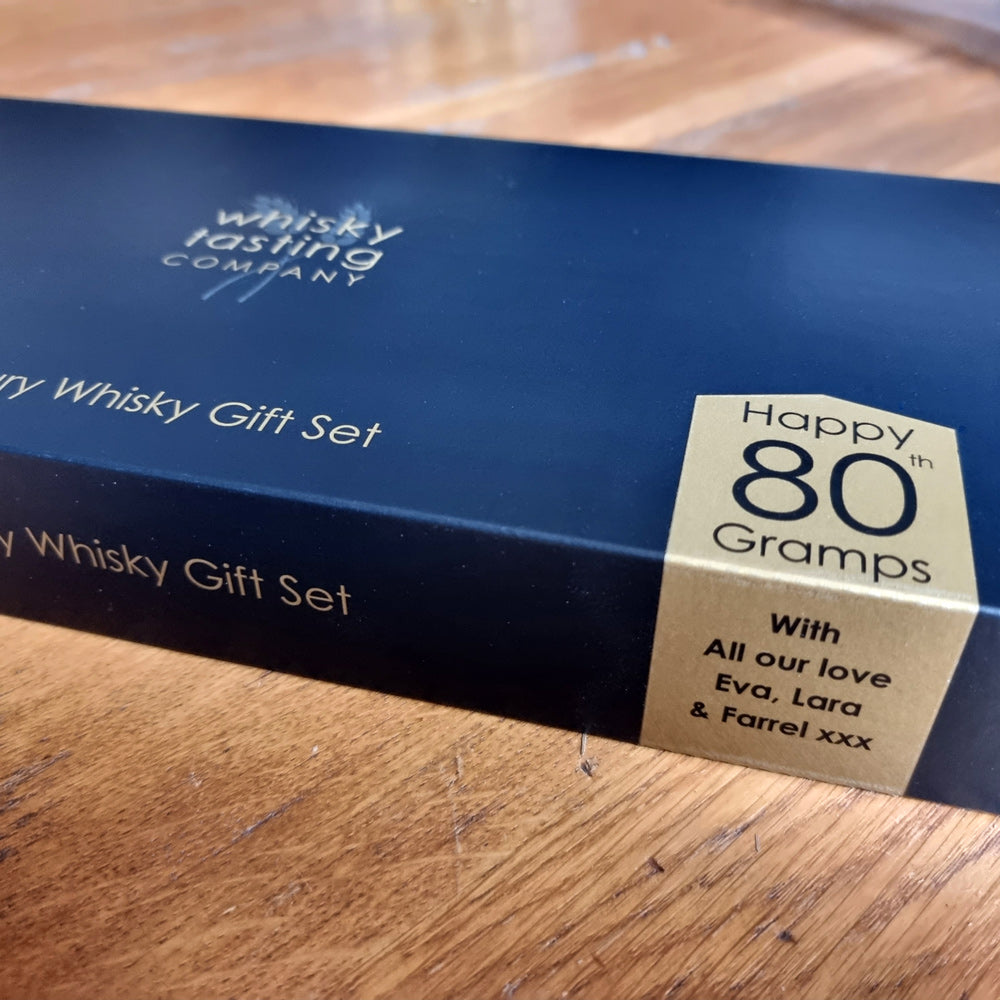 whisky
tasting
COMPANY
Whisky Gift Set
Whisky Gift Set
Happy
80th
Gramps
With
All our love
Eva, Lara
& Farrel xxx